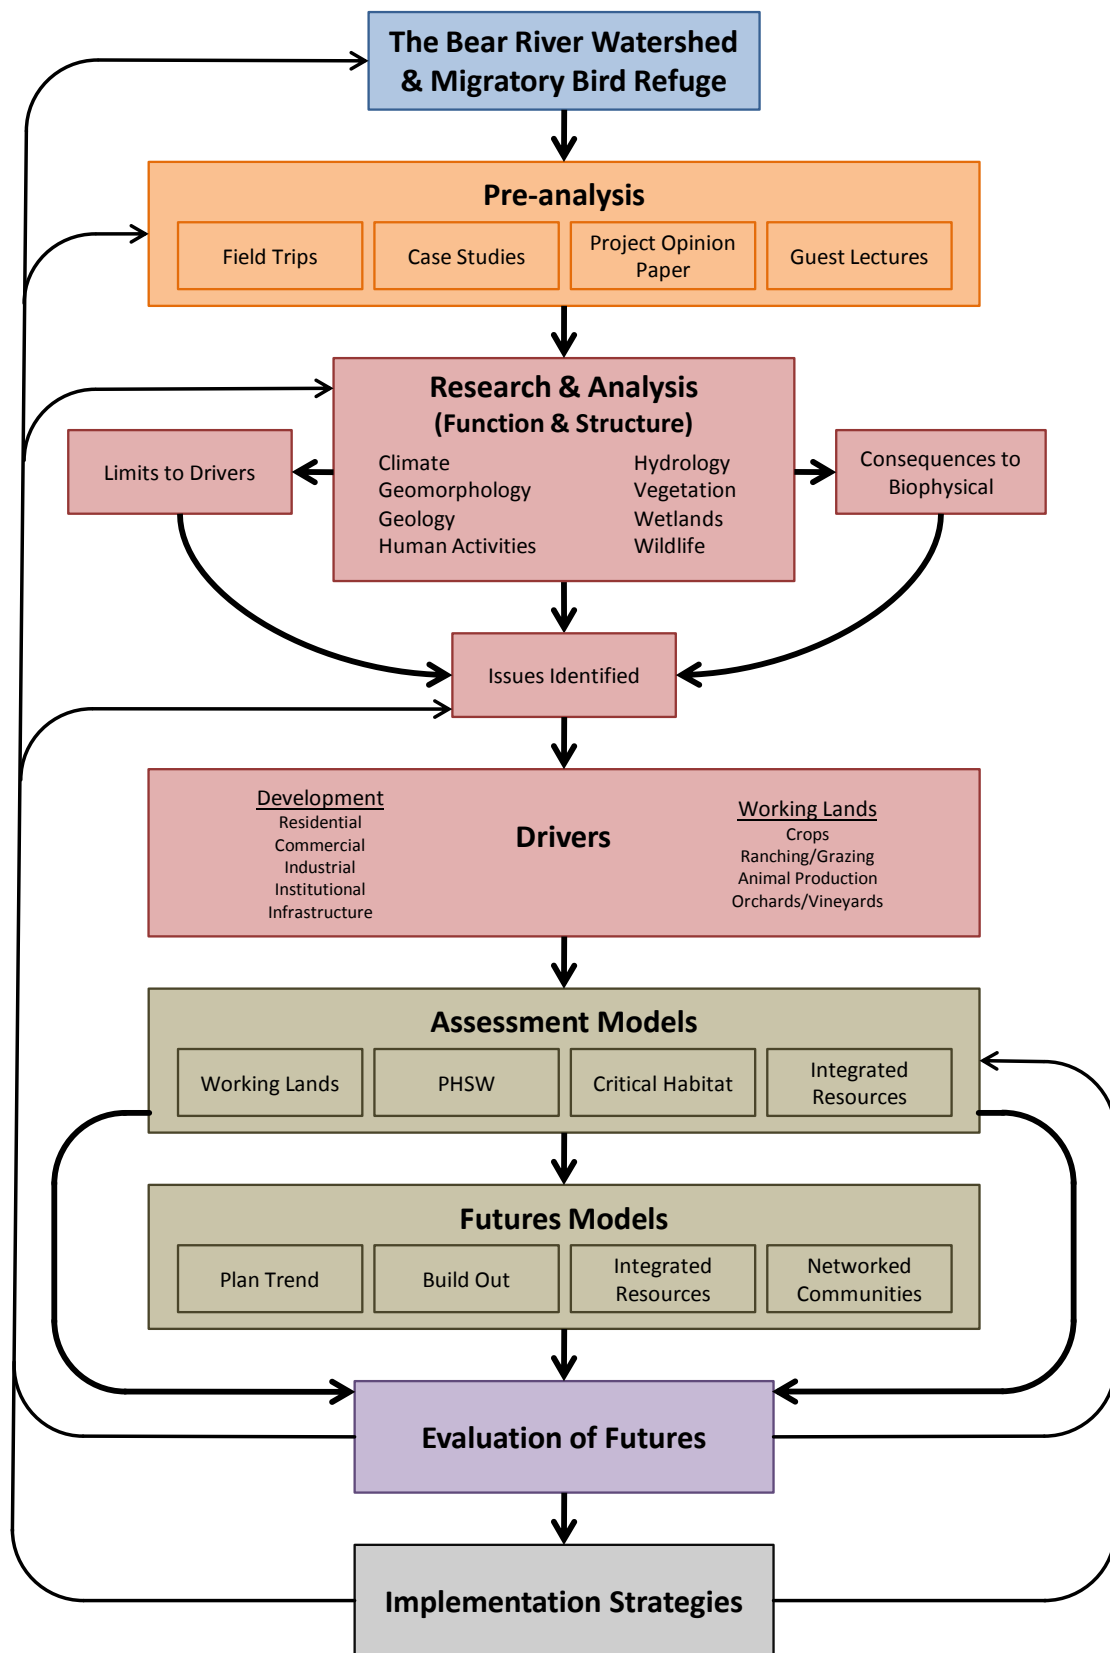 The Bear River Watershed
& Migratory Bird Refuge
Pre-analysis
Field Trips
Case Studies
Project Opinion
Paper
Guest Lectures
Research & Analysis
(Function & Structure)
Climate
Geomorphology
Geology
Human Activities
Hydrology
Vegetation
Wetlands
Wildlife
Limits to Drivers
Consequences to
Biophysical
Issues Identified
Development
Residential
Commercial
Industrial
Institutional
Infrastructure
Drivers
Working Lands
Crops
Ranching/Grazing
Animal Production
Orchards/Vineyards
Assessment Models
Working Lands
PHSW
Critical Habitat
Integrated
Resources
Futures Models
Plan Trend
Build Out
Integrated
Resources
Networked
Communities
Evaluation of Futures
Implementation Strategies